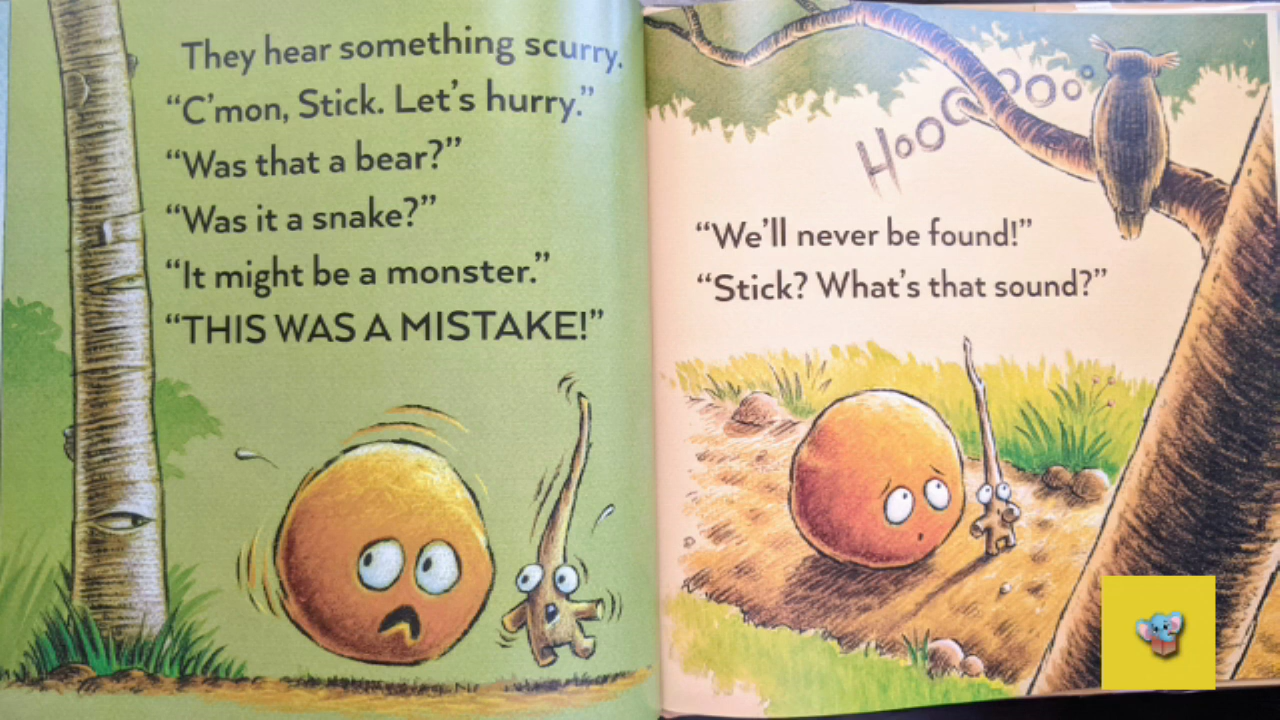 They hear something scurry.
“C’mon, Stick. Let’s hurry.”
“Was that a bear?”
“Was it a snake?”
“It might be a monster.”
“THIS WAS A MISTAKE!”
HOOOOOOO
“We’ll never be found!”
“Stick? What’s that sound?”